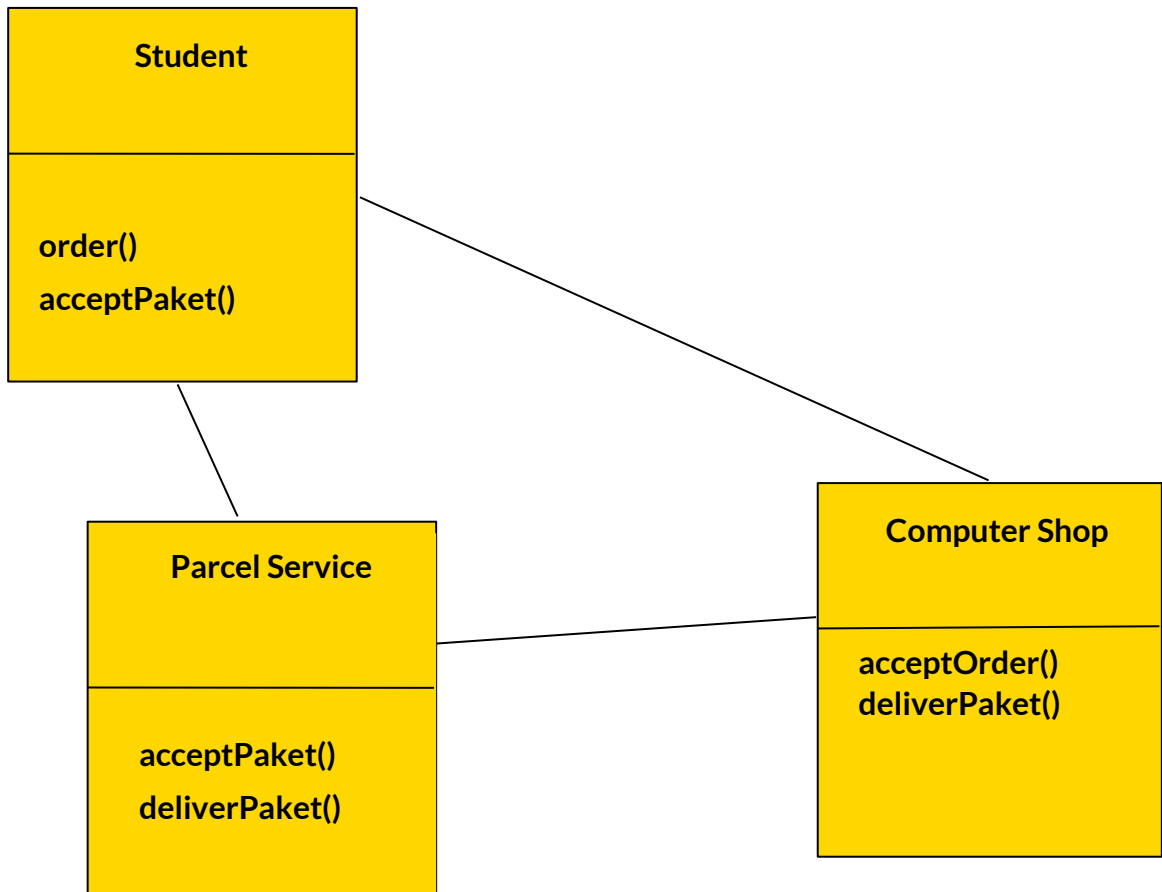 Student
order()
acceptPaket()
Parcel Service
acceptPaket()
deliverPaket()
Computer Shop
acceptOrder()
deliverPaket()